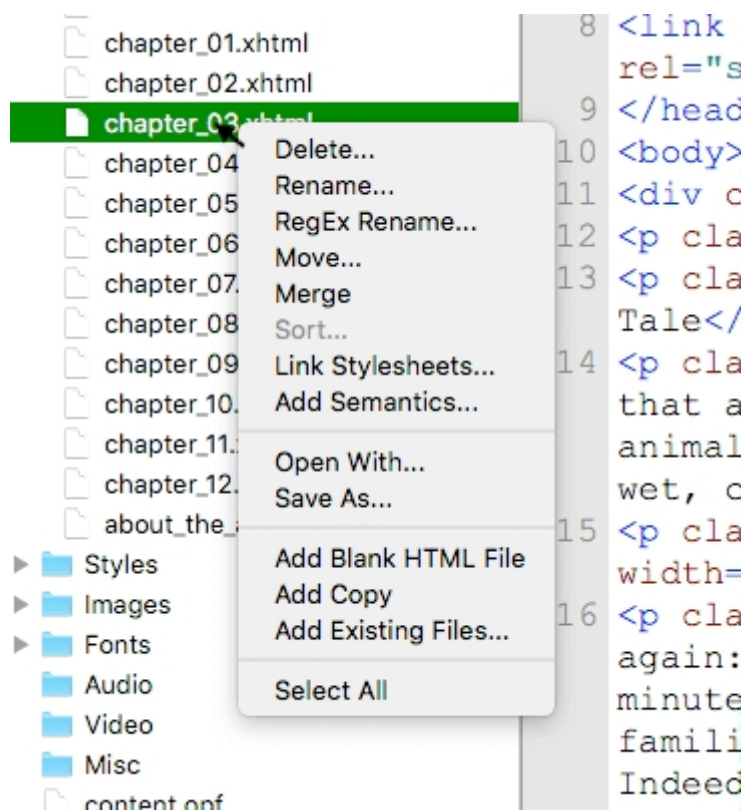 chapter_01.xhtml
chapter_02.xhtml
chapter_03.xhtml
chapter_04
chapter_05
chapter_06
chapter_07.
chapter_08
chapter_09
chapter_10.
chapter_11.
chapter_12.
about_the_
Styles
Images
Fonts
Audio
Video
Misc
content.opf
Delete...
Rename...
RegEx Rename...
Move...
Merge
Sort...
Link Stylesheets...
Add Semantics...
Open With...
Save As...
Add Blank HTML File
Add Copy
Add Existing Files...
Select All
8 <link
rel="s
9 </head
10 <body>
11 <div c
12 <p cla
13 <p cla
Tale</
14 <p cla
that a
animal
wet, c
15 <p cla
width=
16 <p cla
again:
minute
famili
Indeed